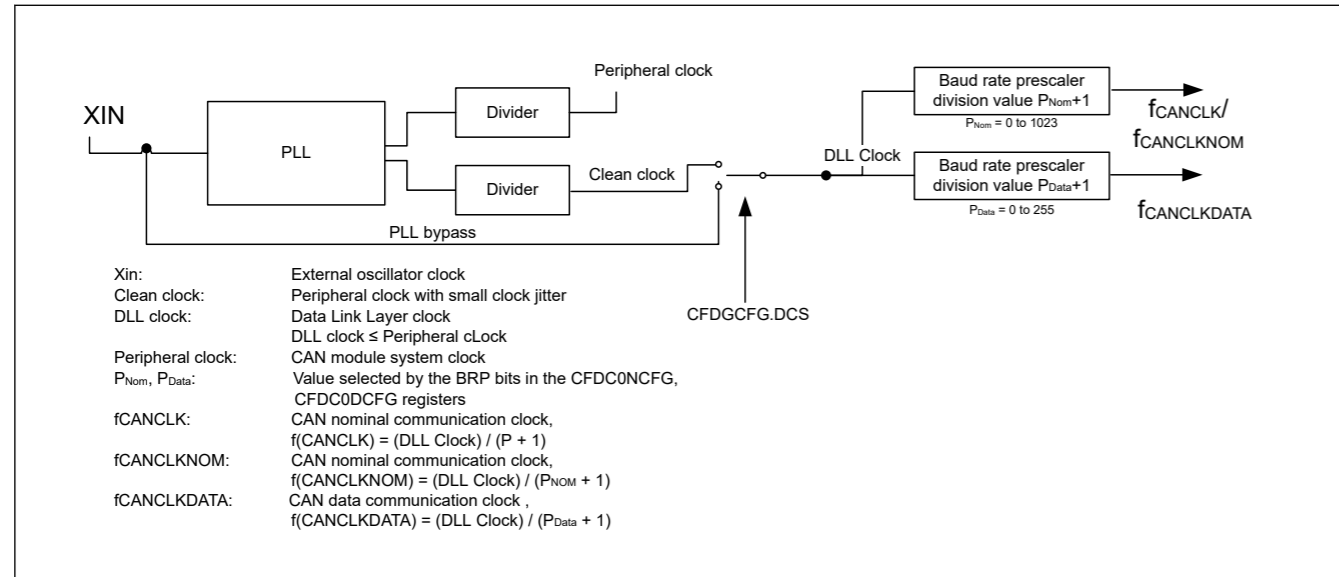 Peripheral clock
XIN
PLL
Divider
Divider
Clean clock
PLL bypass
DLL Clock
Baud rate prescaler
division value PNom+1
PNom = 0 to 1023
fCANCLK/
fCANCLKNOM
Baud rate prescaler
division value PData+1
PData = 0 to 255
fCANCLKDATA
CFDGCFG.DCS
Xin: External oscillator clock
Clean clock: Peripheral clock with small clock jitter
DLL clock: Data Link Layer clock
DLL clock ≤ Peripheral cLock
Peripheral clock: CAN module system clock
PNom, PData: Value selected by the BRP bits in the CFDC0NCFG,
CFDC0DCFG registers
fCANCLK: CAN nominal communication clock,
f(CANCLK) = (DLL Clock) / (P + 1)
fCANCLKNOM: CAN nominal communication clock,
f(CANCLKNOM) = (DLL Clock) / (PNOM + 1)
fCANCLKDATA: CAN data communication clock ,
f(CANCLKDATA) = (DLL Clock) / (PData + 1)